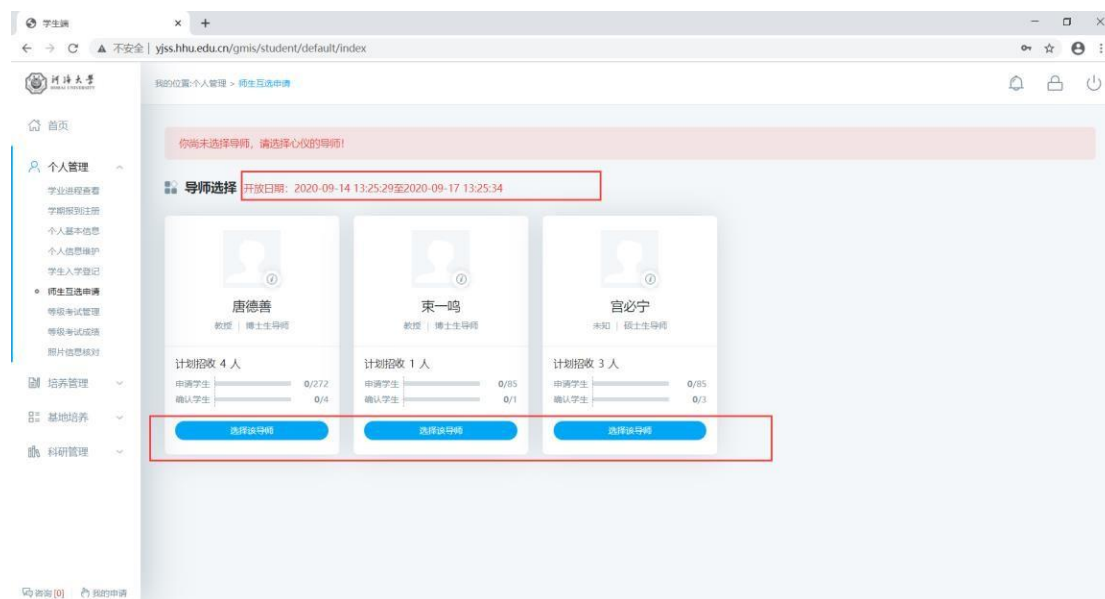 学生端
不安全 | yjss.hhu.edu.cn/gmis/student/default/index
河海大学
HOHAI UNIVERSITY
我的位置:个人管理 > 师生互选申请
首页
个人管理
学业进程查看
学期报到注册
个人基本信息
个人信息维护
学生入学登记
师生互选申请
等级考试管理
等级考试成绩
照片信息核对
培养管理
基地培养
科研管理
咨询[0] 我的申请
你尚未选择导师，请选择心仪的导师!
导师选择 开放日期：2020-09-14 13:25:29至2020-09-17 13:25:34
唐德善
教授 | 博士生导师
计划招收 4 人
申请学生 0/272
确认学生 0/4
选择该导师
束一鸣
教授 | 博士生导师
计划招收 1 人
申请学生 0/85
确认学生 0/1
选择该导师
宫必宁
未知 | 硕士生导师
计划招收 3 人
申请学生 0/85
确认学生 0/3
选择该导师